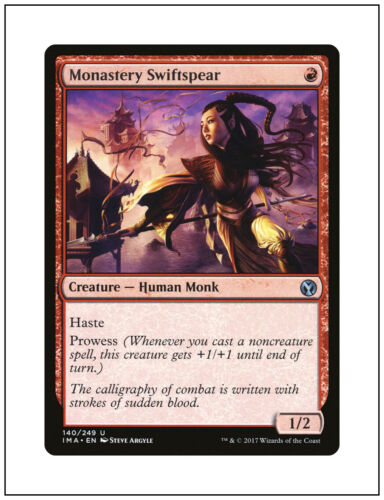 Monastery Swiftspear
Creature — Human Monk
Haste
Prowess (Whenever you cast a noncreature
spell, this creature gets +1/+1 until end of
turn.)
The calligraphy of combat is written with
strokes of sudden blood.
1/2
140/249 U
IMA • EN Steve Argyle
™ & © 2017 Wizards of the Coast